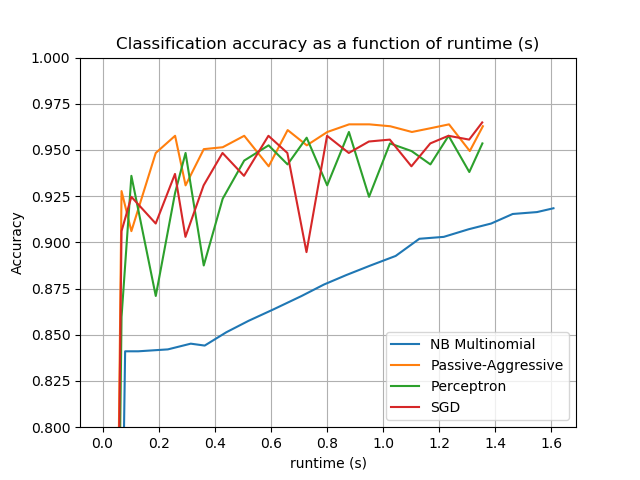 Classification accuracy as a function of runtime (s)
1.000
0.975
0.950
0.925
0.900
0.875
0.850
0.825
0.800
Accuracy
NB Multinomial
Passive-Aggressive
Perceptron
SGD
0.0 0.2 0.4 0.6 0.8 1.0 1.2 1.4 1.6
runtime (s)